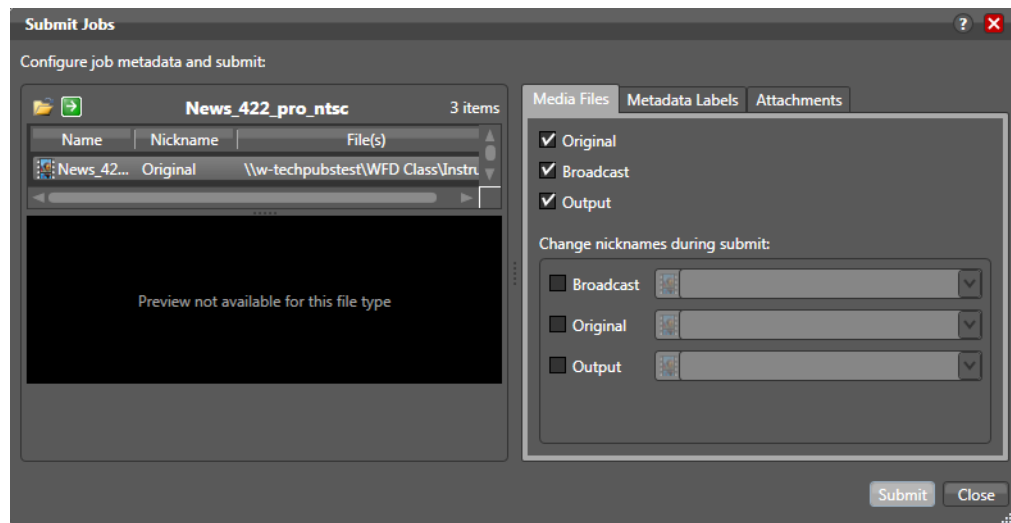 Submit Jobs
?
Configure job metadata and submit:
News_422_pro_ntsc 3 items
Name Nickname File(s)
News_42... Original \\w-techpubstest\WFD Class\Instru
Preview not available for this file type
Media Files Metadata Labels Attachments
Original
Broadcast
Output
Change nicknames during submit:
Broadcast
Original
Output
Submit Close